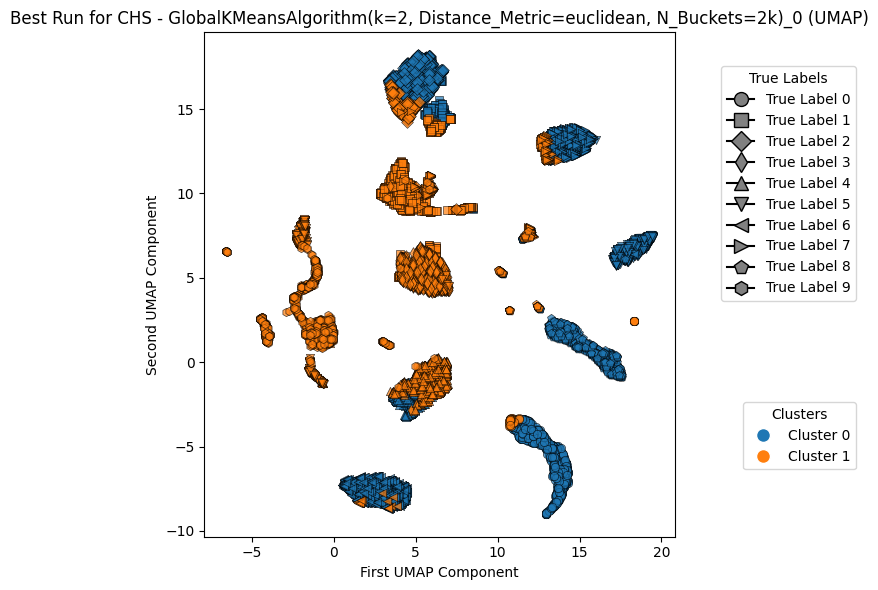 Best Run for CHS - GlobalKMeansAlgorithm(k=2, Distance_Metric=euclidean, N_Buckets=2k)_0 (UMAP)
True Labels
True Label 0
True Label 1
True Label 2
True Label 3
True Label 4
True Label 5
True Label 6
True Label 7
True Label 8
True Label 9
Clusters
Cluster 0
Cluster 1
Second UMAP Component
15
10
5
0
−5
−10
−5
0
5
10
15
20
First UMAP Component